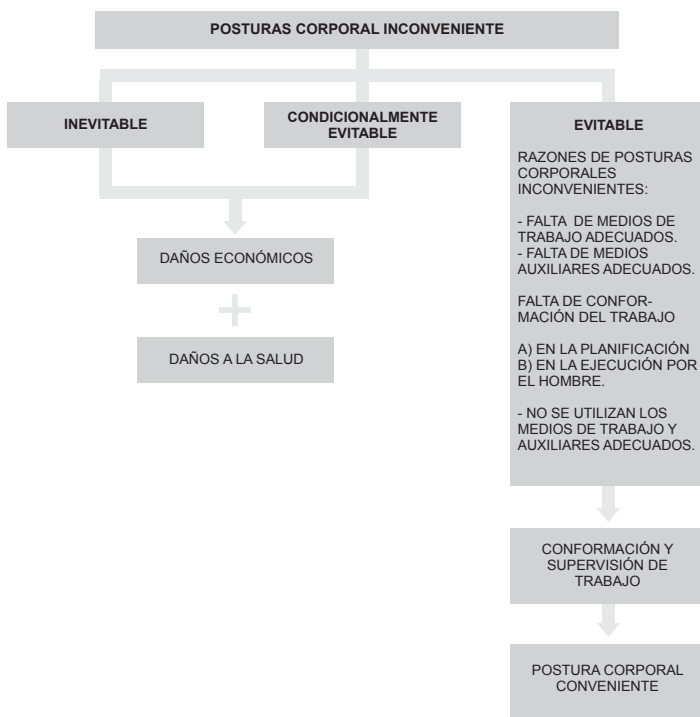 POSTURAS CORPORAL INCONVENIENTE
INEVITABLE
CONDICIONALMENTE
EVITABLE
DAÑOS ECONÓMICOS
+
DAÑOS A LA SALUD
EVITABLE
RAZONES DE POSTURAS
CORPORALES
INCONVENIENTES:
- FALTA DE MEDIOS DE
TRABAJO ADECUADOS.
- FALTA DE MEDIOS
AUXILIARES ADECUADOS.
FALTA DE CONFOR-
MACIÓN DEL TRABAJO
A) EN LA PLANIFICACIÓN
B) EN LA EJECUCIÓN POR
EL HOMBRE.
- NO SE UTILIZAN LOS
MEDIOS DE TRABAJO Y
AUXILIARES ADECUADOS.
CONFORMACIÓN Y
SUPERVISIÓN DE
TRABAJO
POSTURA CORPORAL
CONVENIENTE